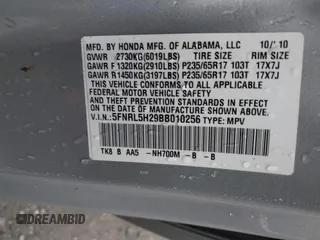 MFD. BY HONDA MFG. OF ALABAMA, LLC 10/'10
GVWR 2730KG(6019LBS) TIRE SIZE RIM SIZE
GAWR F 1320KG(2910LBS) P235/65R17 103T 17X7J
GAWR R1450KG(3197LBS) P235/65R17 103T 17X7J
THIS VEHICLE CONFORMS TO ALL APPLICABLE
FEDERAL MOTOR VEHICLE SAFETY AND THEFT
PREVENTION STANDARDS IN EFFECT ON THE
DATE OF MANUFACTURE SHOWN ABOVE.
V.I.N.: 5FNRL5H29BB010256 TYPE: MPV
TK8 B AA5 -NH700M - B - B
DREAMBID